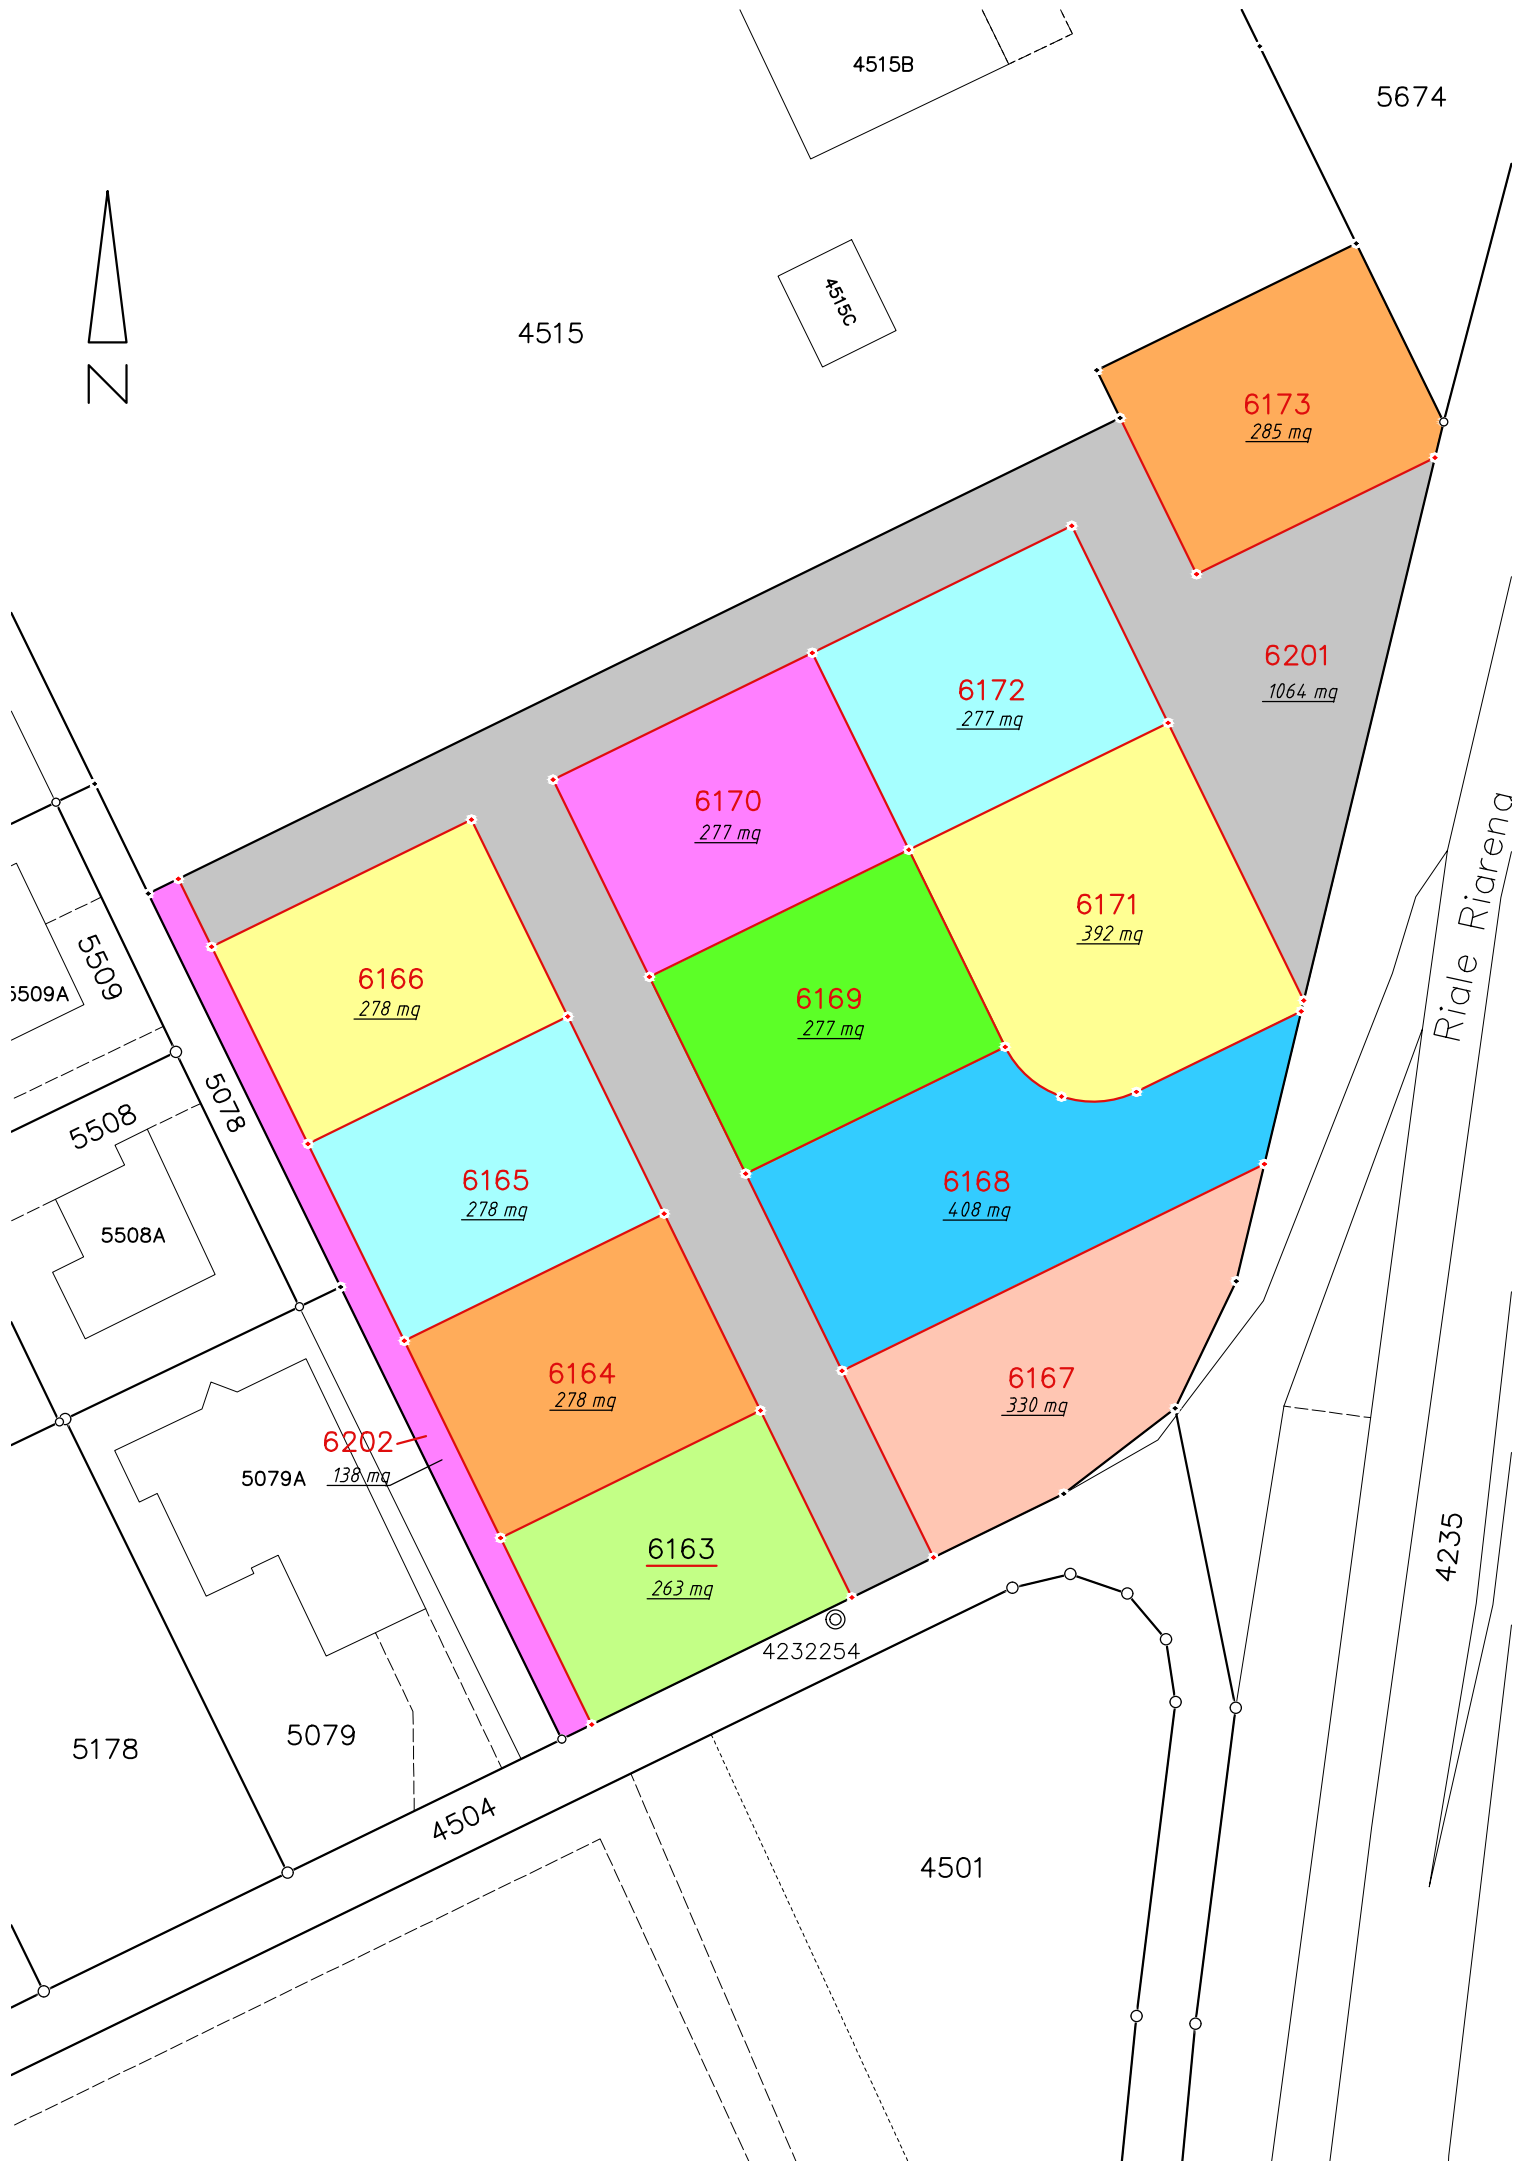 4515B
5674
N
4515
4515C
6173
285 mq
6201
1064 mq
6172
277 mq
6170
277 mq
Riale Riarena
6171
392 mq
5509
5509A
6166
278 mq
6169
277 mq
5078
5508
5508A
6165
278 mq
6168
408 mq
6164
278 mq
6167
330 mq
6202
138 mq
5079A
6163
263 mq
4235
4232254
5178
5079
4504
4501